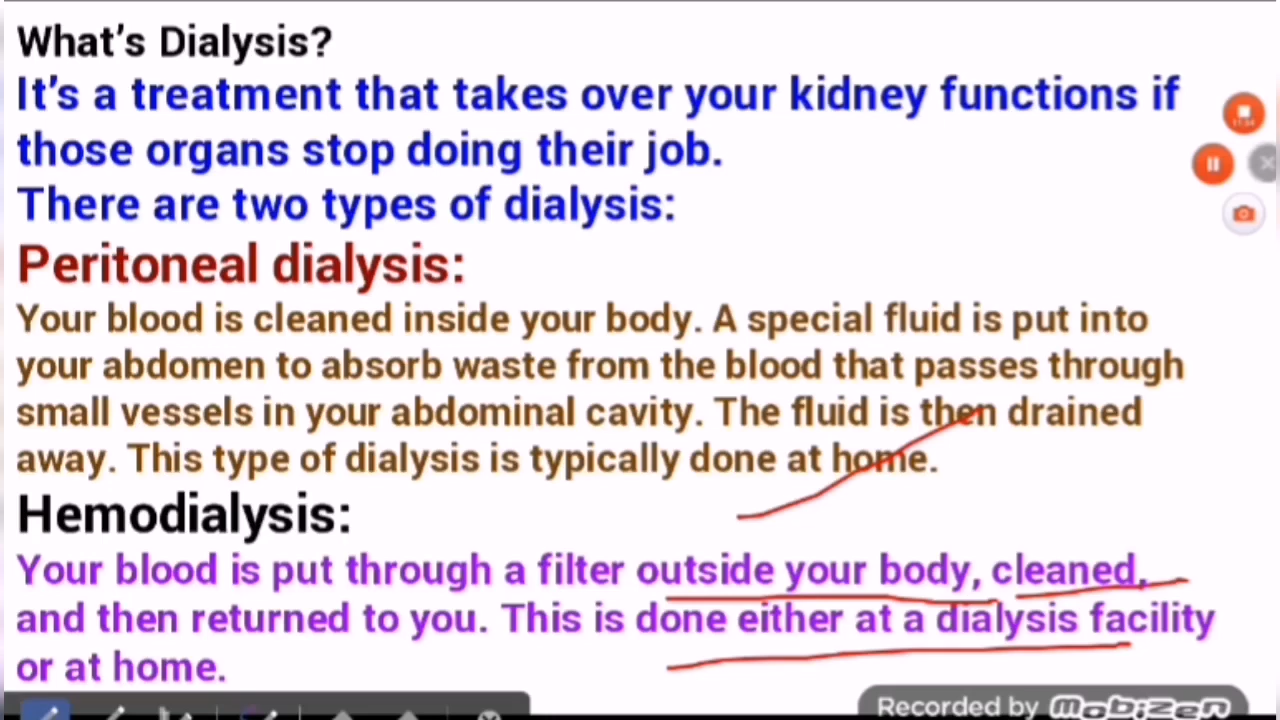 What's Dialysis?
It's a treatment that takes over your kidney functions if
those organs stop doing their job.
There are two types of dialysis:
Peritoneal dialysis:
Your blood is cleaned inside your body. A special fluid is put into
your abdomen to absorb waste from the blood that passes through
small vessels in your abdominal cavity. The fluid is then drained
away. This type of dialysis is typically done at home.
Hemodialysis:
Your blood is put through a filter outside your body, cleaned,
and then returned to you. This is done either at a dialysis facility
or at home.
Recorded by mobizen